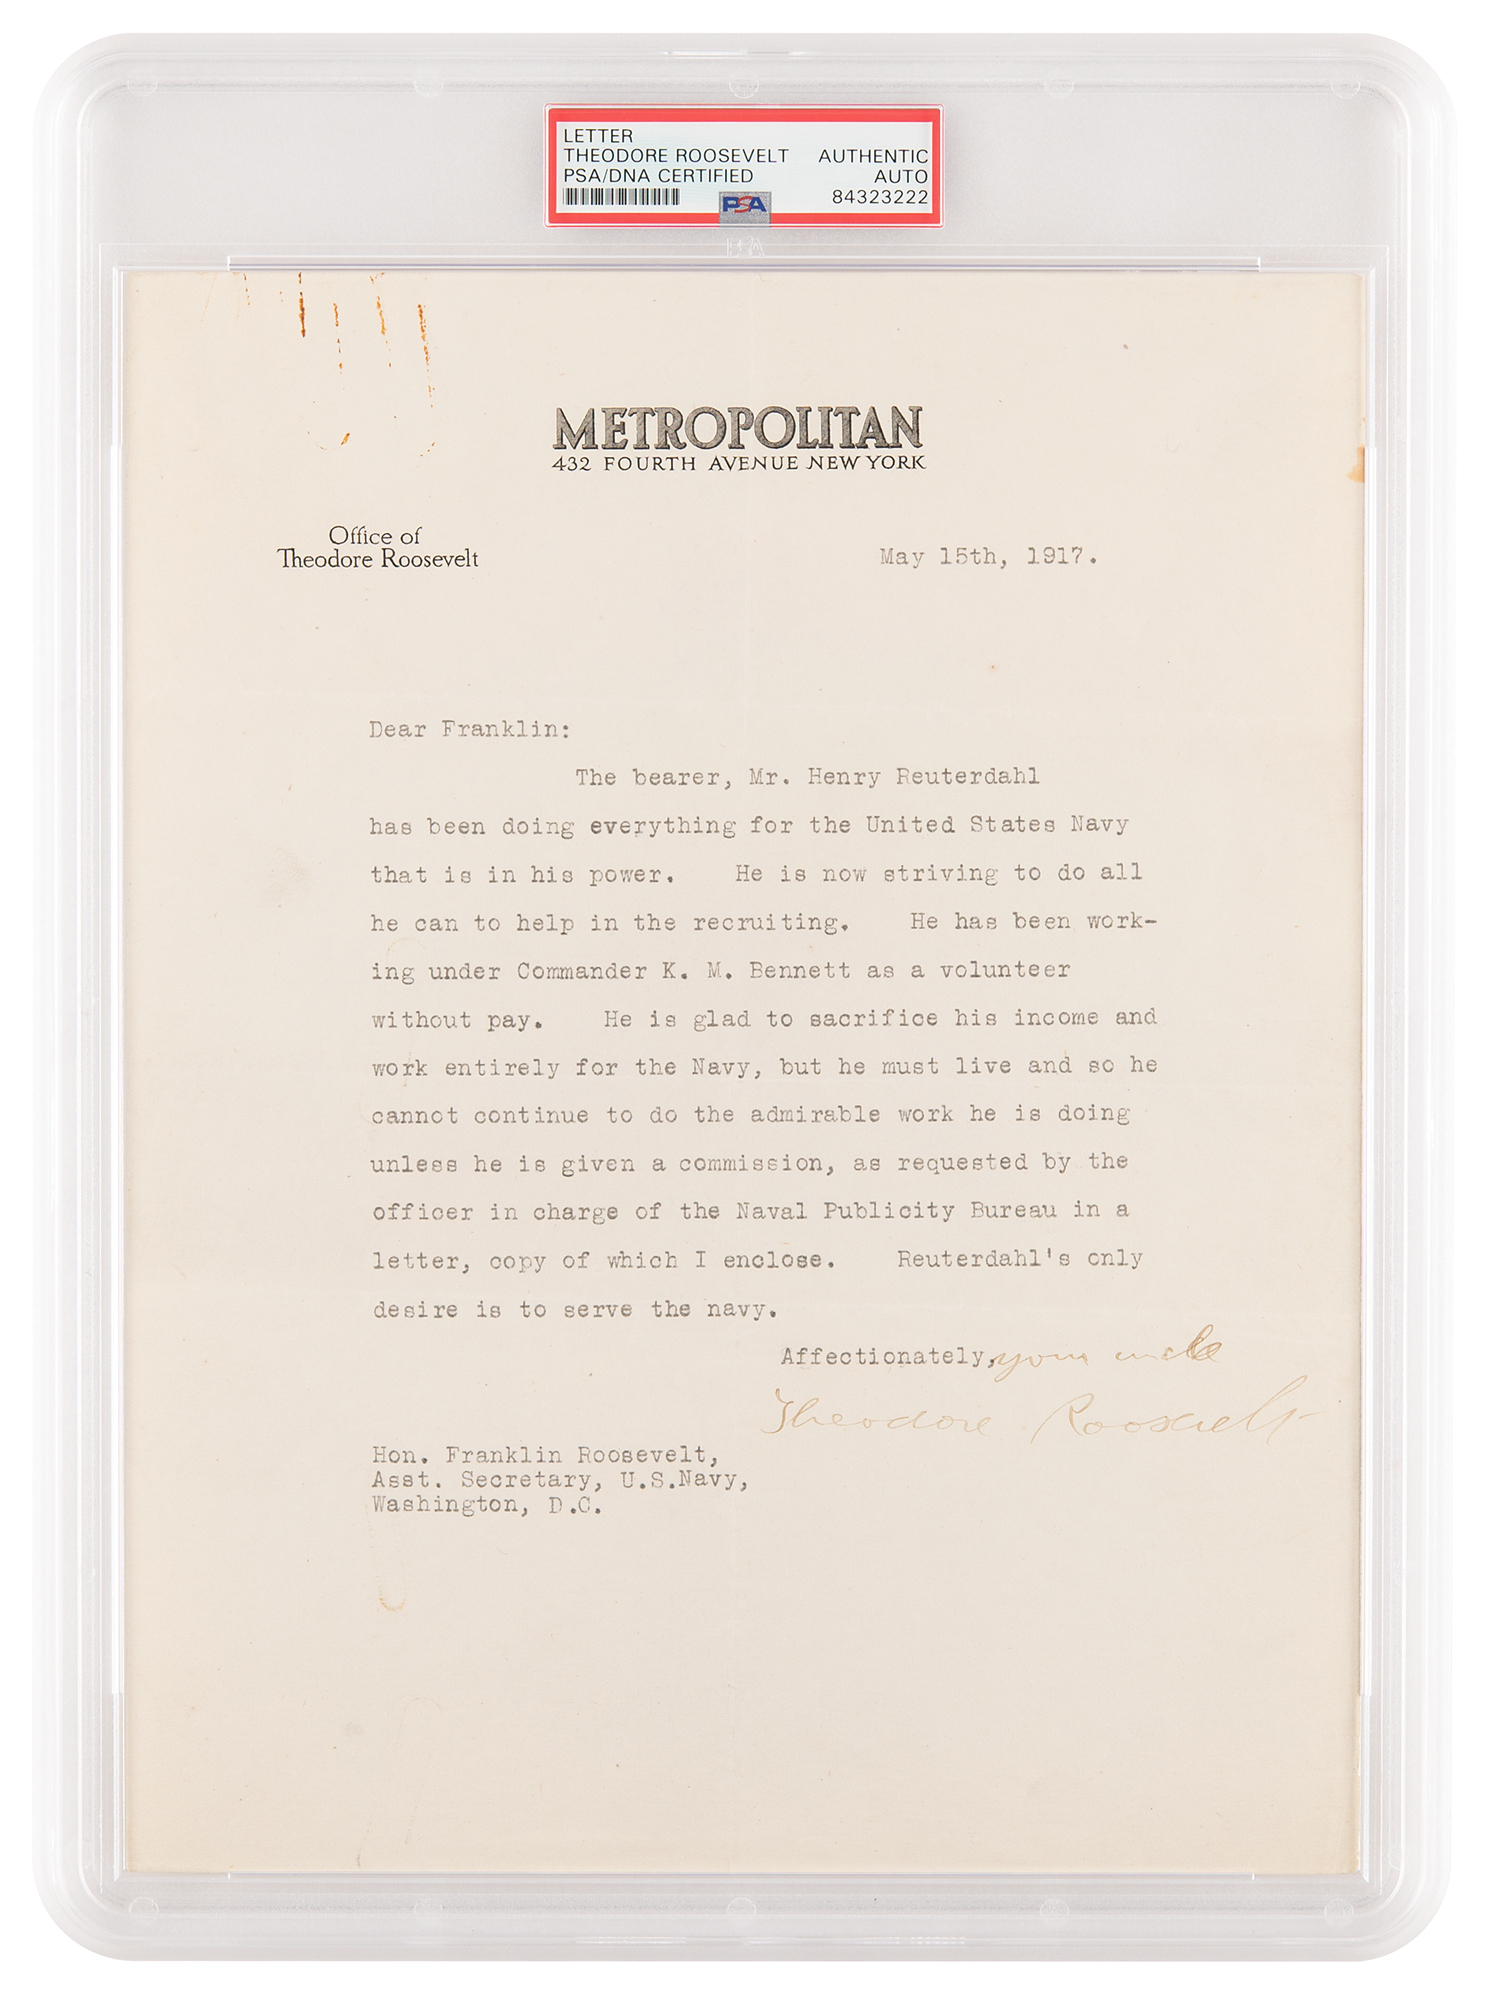 LETTER
THEODORE ROOSEVELT AUTHENTIC
PSA/DNA CERTIFIED AUTO
PSA 84323222
METROPOLITAN
432 FOURTH AVENUE NEW YORK
Office of
Theodore Roosevelt
May 15th, 1917.
Dear Franklin:
The bearer, Mr. Henry Reuterdahl
has been doing everything for the United States Navy
that is in his power. He is now striving to do all
he can to help in the recruiting. He has been work-
ing under Commander K. M. Bennett as a volunteer
without pay. He is glad to sacrifice his income and
work entirely for the Navy, but he must live and so he
cannot continue to do the admirable work he is doing
unless he is given a commission, as requested by the
officer in charge of the Naval Publicity Bureau in a
letter, copy of which I enclose. Reuterdahl's only
desire is to serve the navy.
Affectionately, your uncle
Theodore Roosevelt
Hon. Franklin Roosevelt,
Asst. Secretary, U.S.Navy,
Washington, D.C.